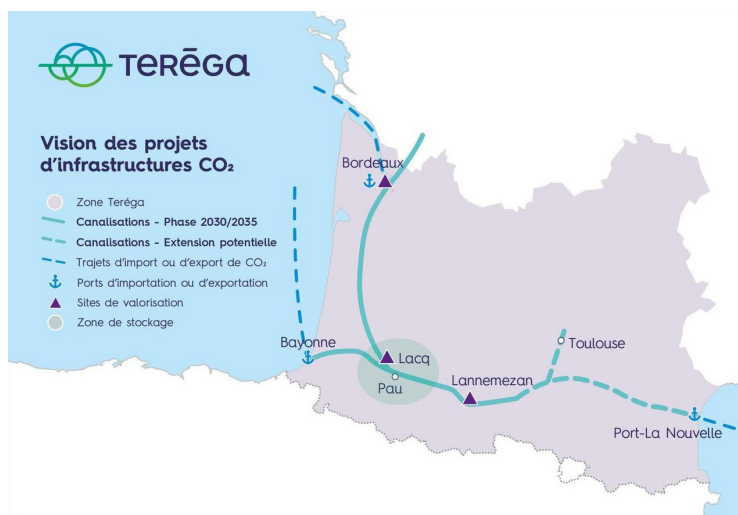 TERĒGA
Vision des projets
d'infrastructures CO₂
Zone Teréga
Canalisations - Phase 2030/2035
Canalisations - Extension potentielle
Trajets d'import ou d'export de CO₂
Ports d'importation ou d'exportation
Sites de valorisation
Zone de stockage
Bordeaux
Bayonne
Lacq
Pau
Lannemezan
Toulouse
Port-La Nouvelle